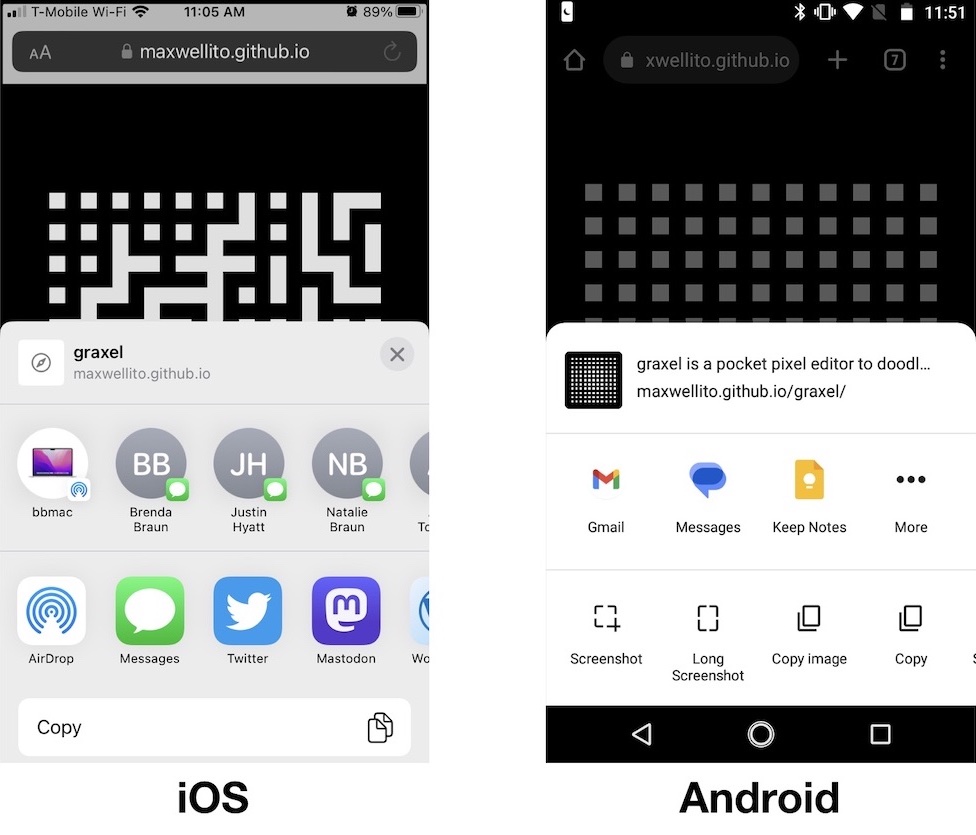 T-Mobile Wi-Fi 11:05 AM 89%
AA maxwellito.github.io
graxel
maxwellito.github.io
BB JH NB
bbmac Brenda Braun Justin Hyatt Natalie Braun
AirDrop Messages Twitter Mastodon
Copy
iOS
11:51
xwellito.github.io 7
graxel is a pocket pixel editor to doodl...
maxwellito.github.io/graxel/
Gmail Messages Keep Notes More
Screenshot Long Screenshot Copy image Copy
Android